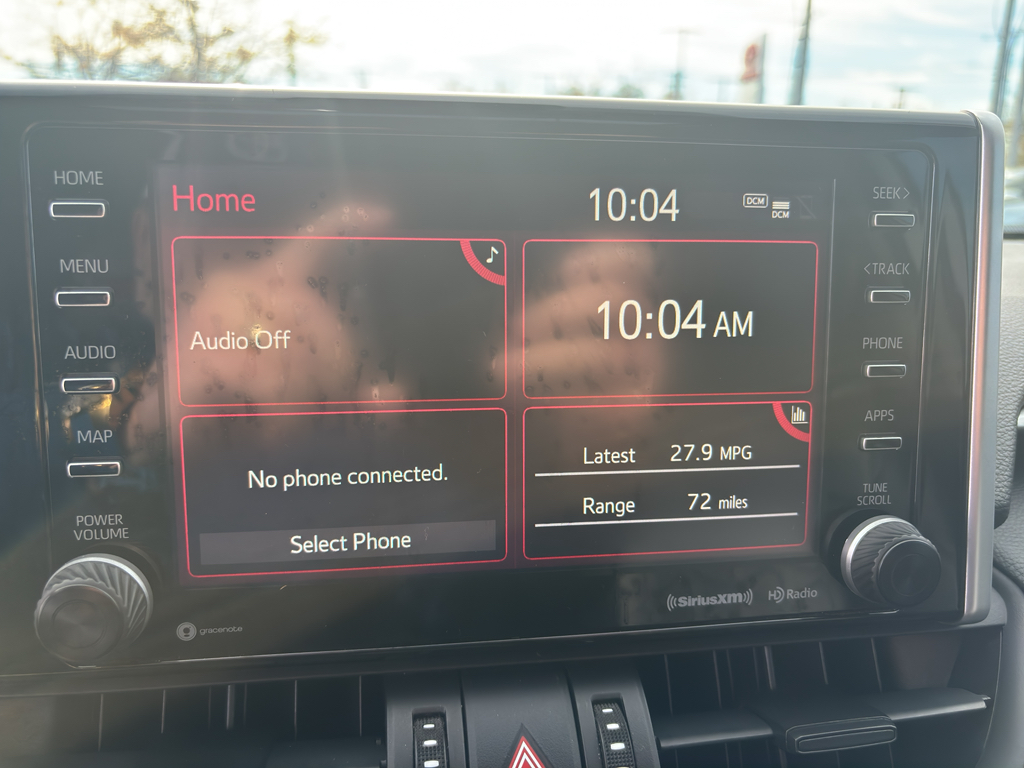 HOME
MENU
AUDIO
MAP
POWER
VOLUME
Home
10:04
DCM
DCM
Audio Off
10:04 AM
No phone connected.
Select Phone
Latest 27.9 MPG
Range 72 miles
SEEK>
<TRACK
PHONE
APPS
TUNE
SCROLL
gracenote
((SiriusXM))
HD Radio